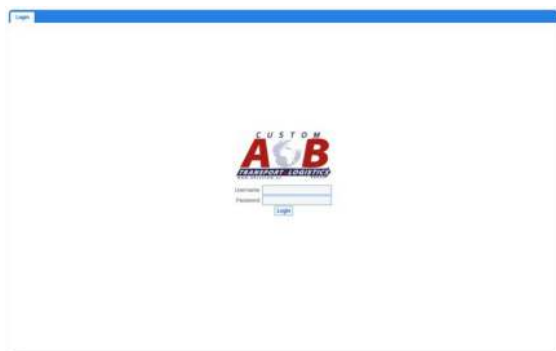 Login
CUSTOM
A B
TRANSPORT LOGISTICS
Username
Password
Login